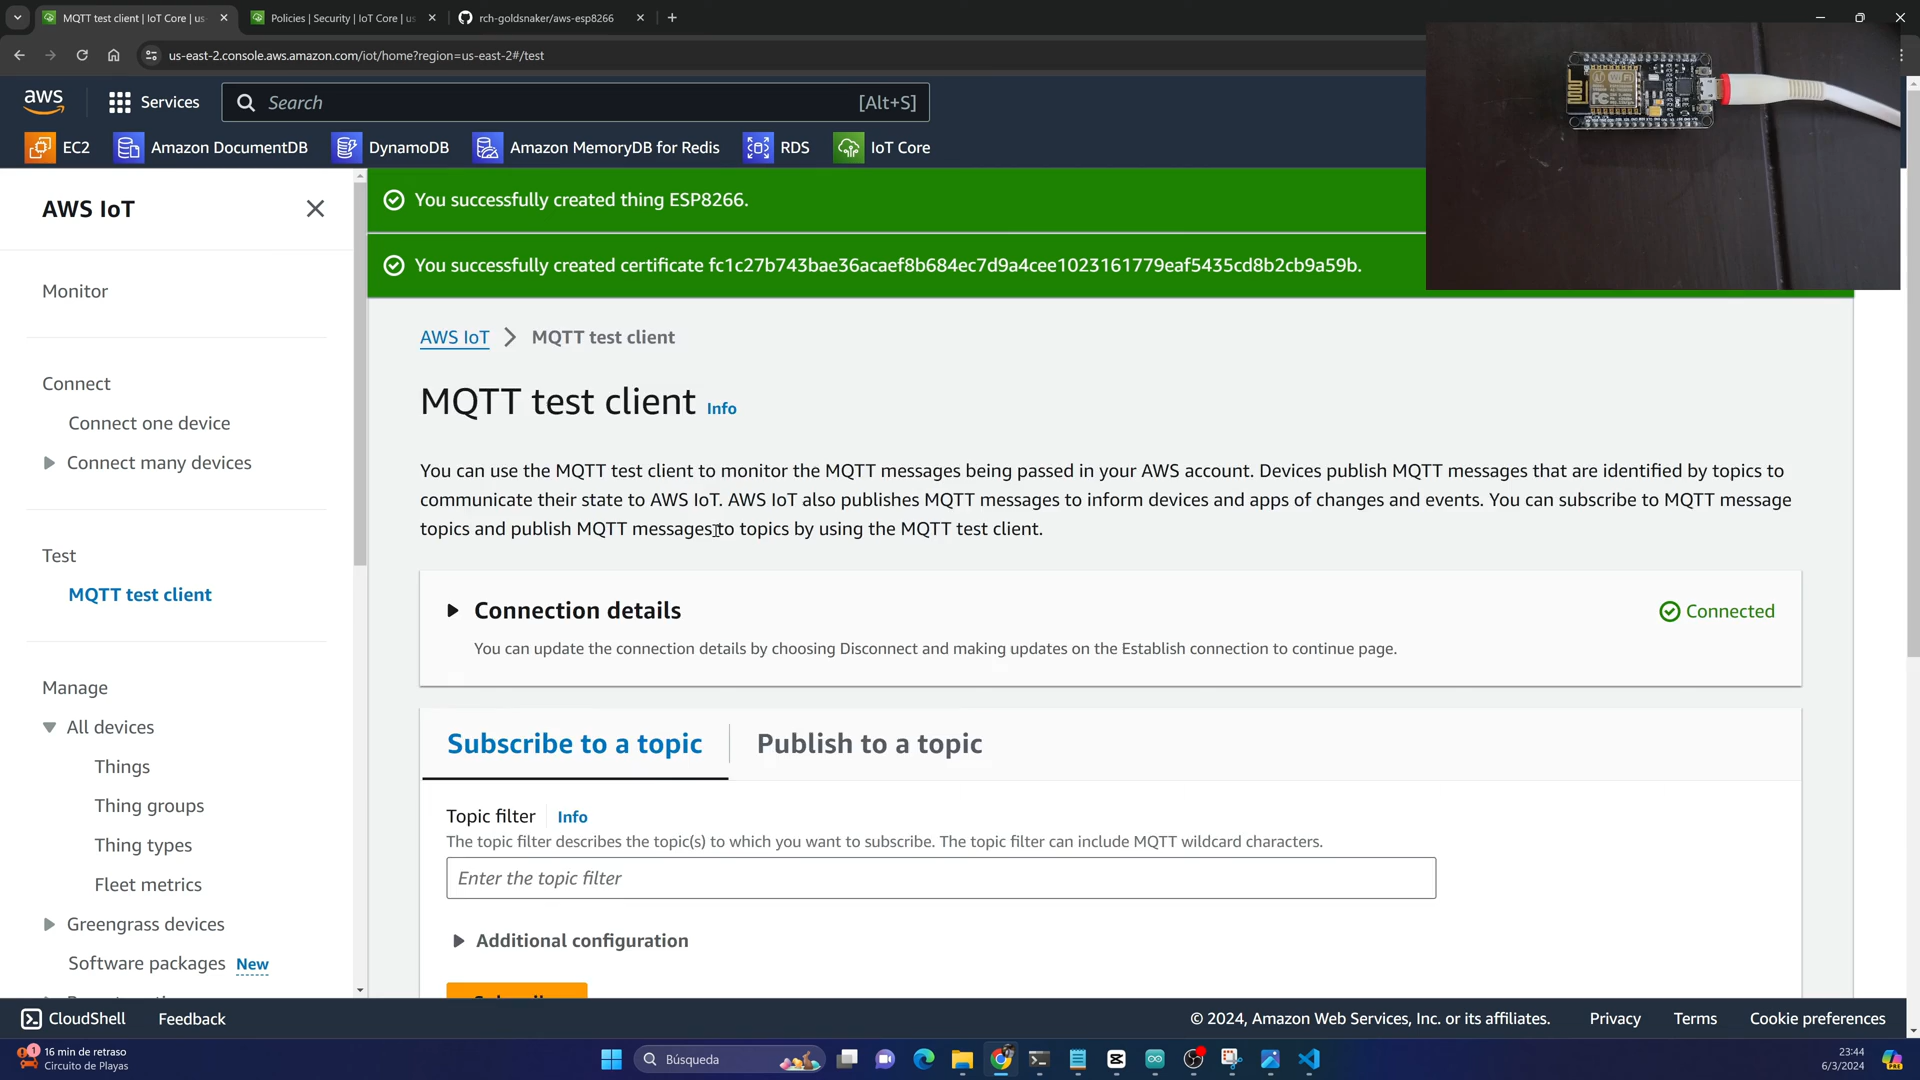 MQTT test client | IoT Core | us-
Policies | Security | IoT Core | us
rch-goldsnaker/aws-esp8266
us-east-2.console.aws.amazon.com/iot/home?region=us-east-2#/test
aws
Services
Search
[Alt+S]
EC2
Amazon DocumentDB
DynamoDB
Amazon MemoryDB for Redis
RDS
IoT Core
WiFi
FC
AWS IoT
Monitor
Connect
Connect one device
Connect many devices
Test
MQTT test client
Manage
All devices
Things
Thing groups
Thing types
Fleet metrics
Greengrass devices
Software packages New
You successfully created thing ESP8266.
You successfully created certificate fc1c27b743bae36acaef8b684ec7d9a4cee1023161779eaf5435cd8b2cb9a59b.
AWS IoT
MQTT test client
MQTT test client Info
You can use the MQTT test client to monitor the MQTT messages being passed in your AWS account. Devices publish MQTT messages that are identified by topics to
communicate their state to AWS IoT. AWS IoT also publishes MQTT messages to inform devices and apps of changes and events. You can subscribe to MQTT message
topics and publish MQTT messages to topics by using the MQTT test client.
Connection details
Connected
You can update the connection details by choosing Disconnect and making updates on the Establish connection to continue page.
Subscribe to a topic
Publish to a topic
Topic filter Info
The topic filter describes the topic(s) to which you want to subscribe. The topic filter can include MQTT wildcard characters.
Enter the topic filter
Additional configuration
CloudShell
Feedback
© 2024, Amazon Web Services, Inc. or its affiliates.
Privacy
Terms
Cookie preferences
1
16 min de retraso
Circuito de Playas
Búsqueda
23:44
6/3/2024
PRE